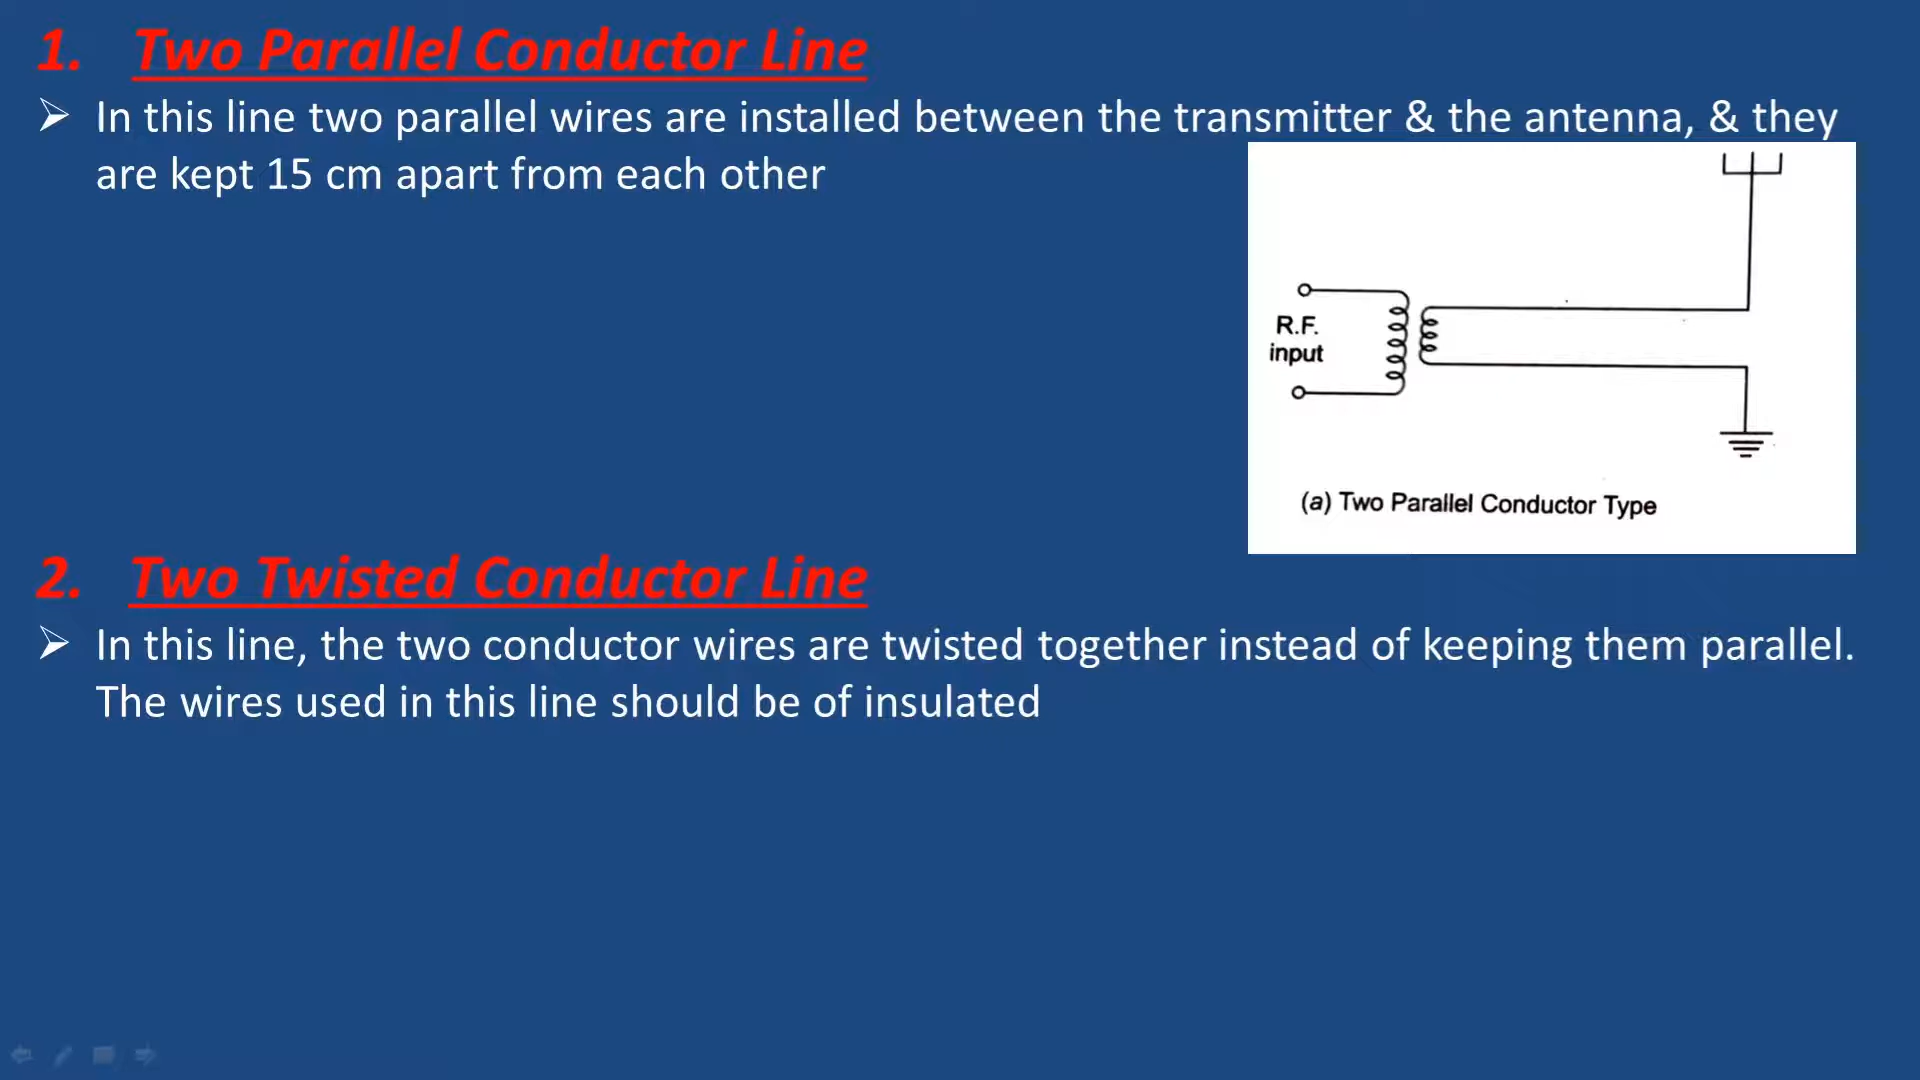 1. Two Parallel Conductor Line
➢ In this line two parallel wires are installed between the transmitter & the antenna, & they
are kept 15 cm apart from each other
R.F.
input
(a) Two Parallel Conductor Type
2. Two Twisted Conductor Line
➢ In this line, the two conductor wires are twisted together instead of keeping them parallel.
The wires used in this line should be of insulated